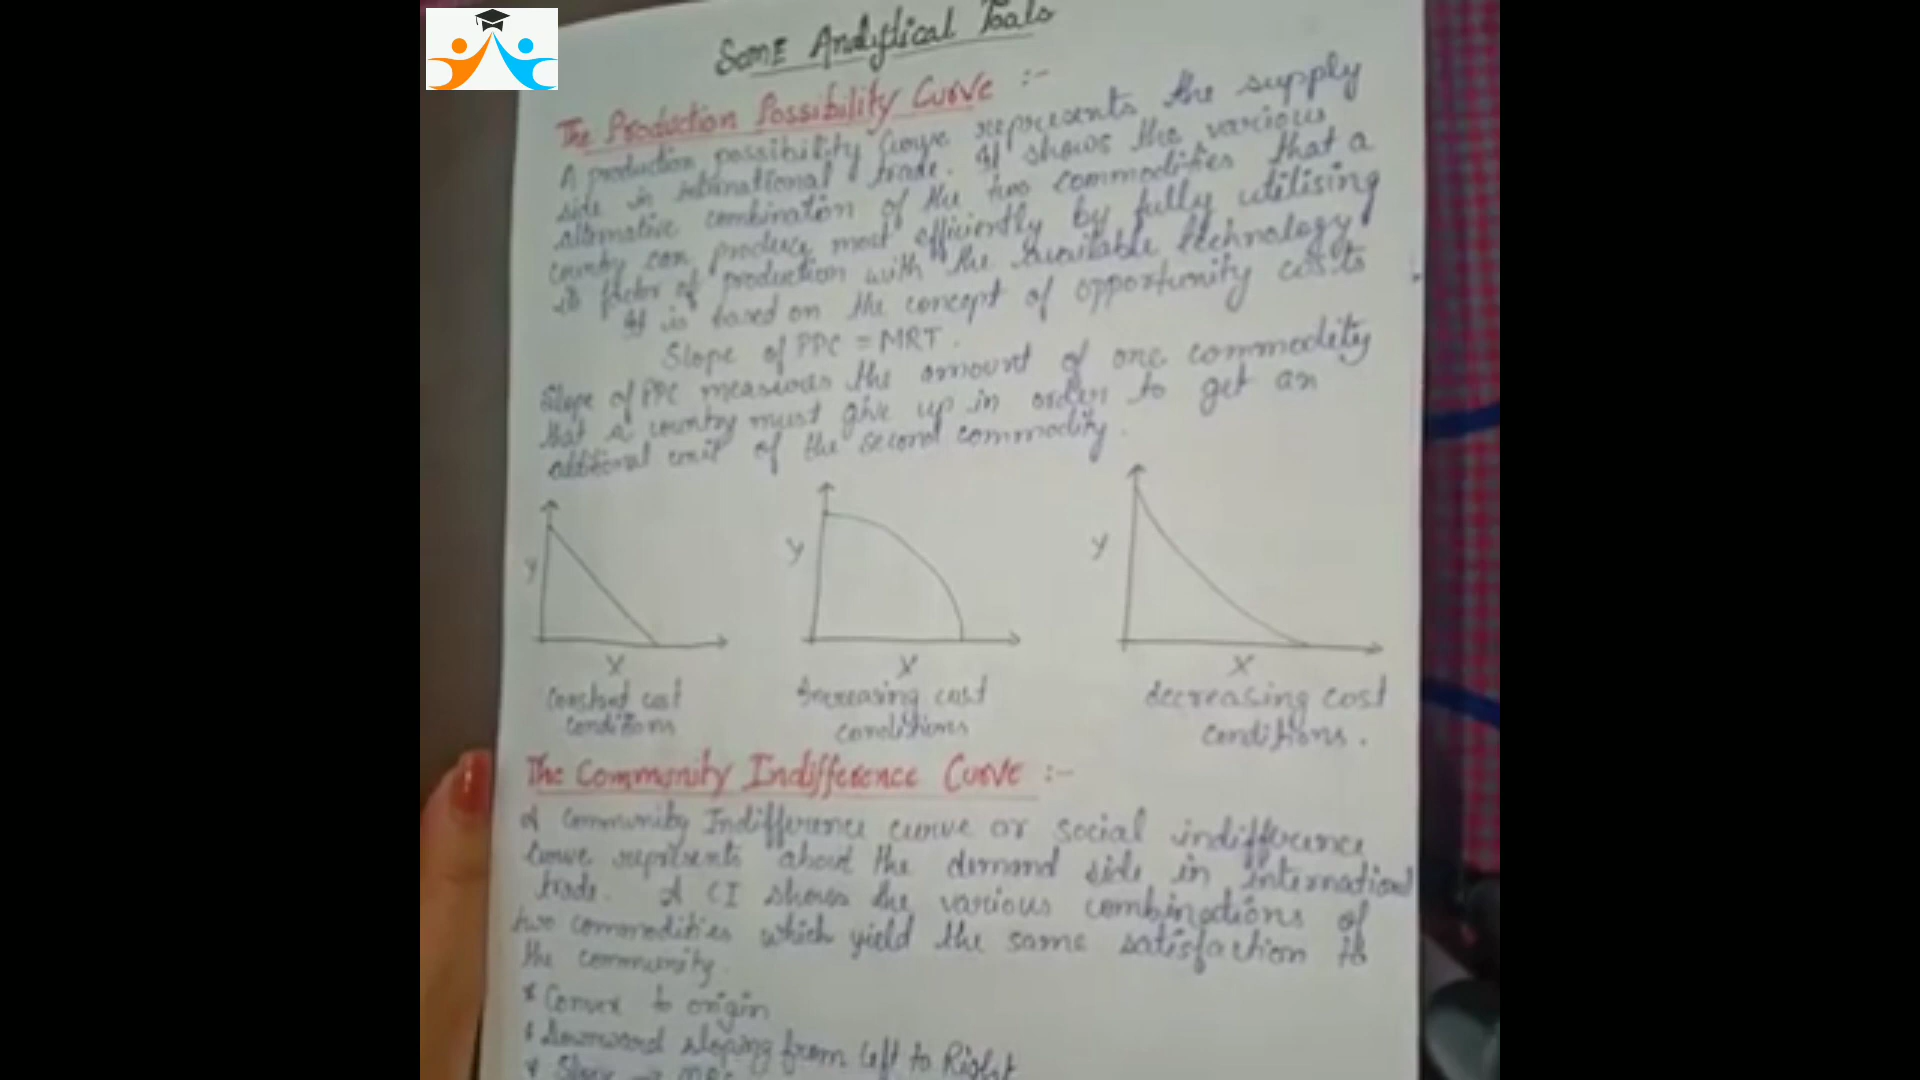 Some Analytical Tools
The Production Possibility Curve :-
A production possibility curve represents the supply
side in international trade. It shows the various
alternative combination of the two commodities that a
country can produce most efficiently by fully utilising
its factor of production with the available technology
It is based on the concept of opportunity costs
Slope of PPC = MRT.
Slope of PPC measures the amount of one commodity
that a country must give up in order to get an
additional unit of the second commodity.
Y
X
constant cost
conditions
Y
X
Increasing cost
conditions
Y
X
decreasing cost
conditions.
The Community Indifference Curve :-
A Community Indifference curve or social indifference
curve represents about the demand side in International
trade. A CI shows the various combinations of
two commodities which yield the same satisfaction to
the community.
* Convex to origin
* Downward sloping from Left to Right
* Slope →